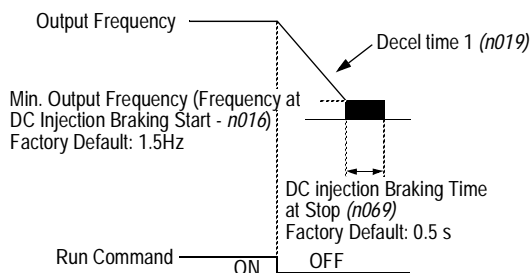 Output Frequency
Decel time 1 (n019)
Min. Output Frequency (Frequency at
DC Injection Braking Start - n016)
Factory Default: 1.5Hz
DC injection Braking Time
at Stop (n069)
Factory Default: 0.5 s
Run Command
ON
OFF